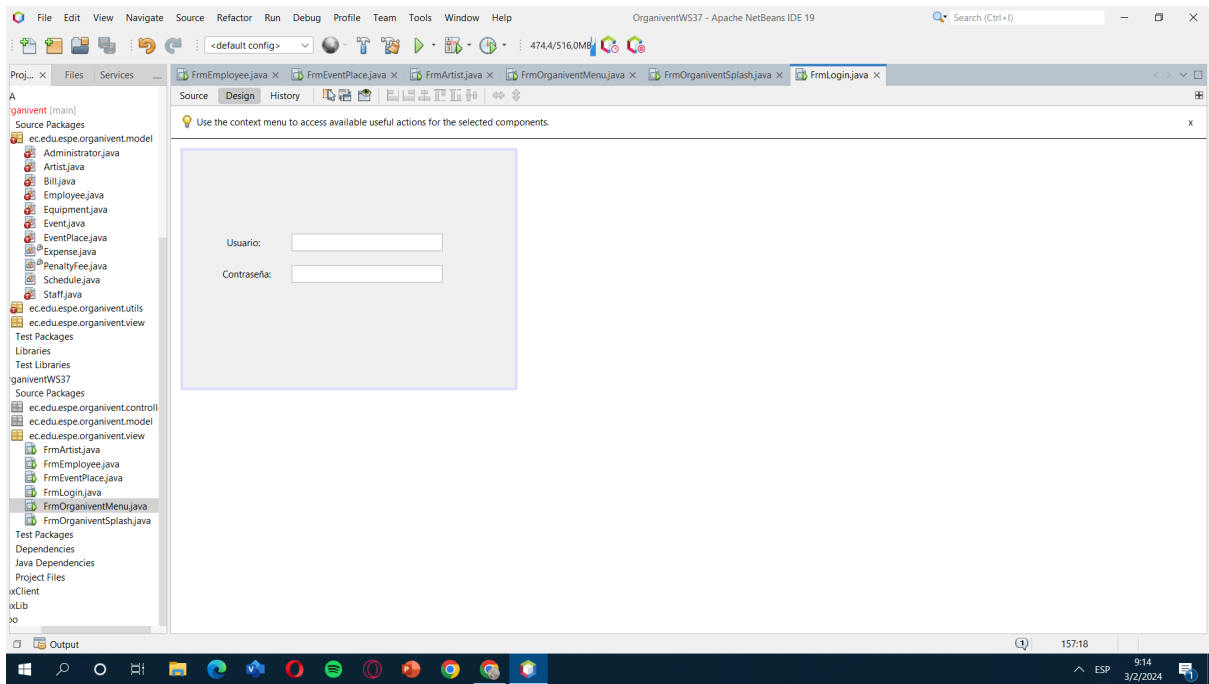 File Edit View Navigate Source Refactor Run Debug Profile Team Tools Window Help
OrganiventWS37 - Apache NetBeans IDE 19
Search (Ctrl+I)
<default config>
474,4/516,0MB
Proj...
Files
Services
FrmEmployee.java
FrmEventPlace.java
FrmArtist.java
FrmOrganiventMenu.java
FrmOrganiventSplash.java
FrmLogin.java
Source
Design
History
Use the context menu to access available useful actions for the selected components.
x
A
rganivent [main]
Source Packages
ec.edu.espe.organivent.model
Administrator.java
Artist.java
Bill.java
Employee.java
Equipment.java
Event.java
EventPlace.java
Expense.java
PenaltyFee.java
Schedule.java
Staff.java
ec.edu.espe.organivent.utils
ec.edu.espe.organivent.view
Test Packages
Libraries
Test Libraries
rganiventWS37
Source Packages
ec.edu.espe.organivent.controll
ec.edu.espe.organivent.model
ec.edu.espe.organivent.view
FrmArtist.java
FrmEmployee.java
FrmEventPlace.java
FrmLogin.java
FrmOrganiventMenu.java
FrmOrganiventSplash.java
Test Packages
Dependencies
Java Dependencies
Project Files
xClient
xLib
oo
Usuario:
Contraseña:
Output
1
157:18
ESP
9:14
3/2/2024
1